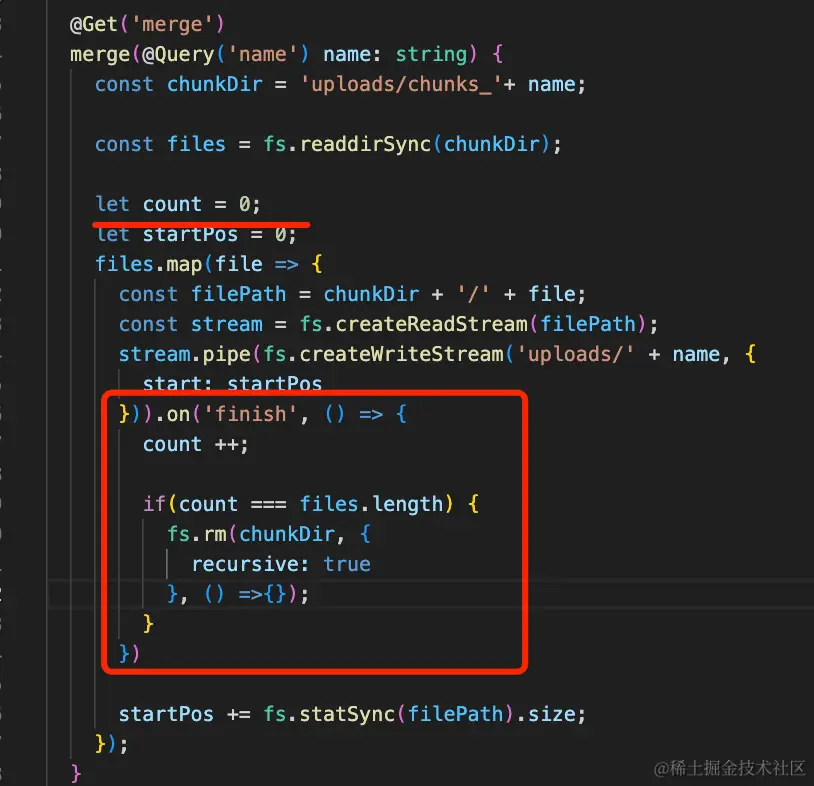 @Get('merge')
merge(@Query('name') name: string) {
  const chunkDir = 'uploads/chunks_'+ name;

  const files = fs.readdirSync(chunkDir);

  let count = 0;
  let startPos = 0;
  files.map(file => {
    const filePath = chunkDir + '/' + file;
    const stream = fs.createReadStream(filePath);
    stream.pipe(fs.createWriteStream('uploads/' + name, {
      start: startPos
    })).on('finish', () => {
      count ++;

      if(count === files.length) {
        fs.rm(chunkDir, {
          recursive: true
        }, () =>{});
      }
    })

    startPos += fs.statSync(filePath).size;
  });
}
@稀土掘金技术社区